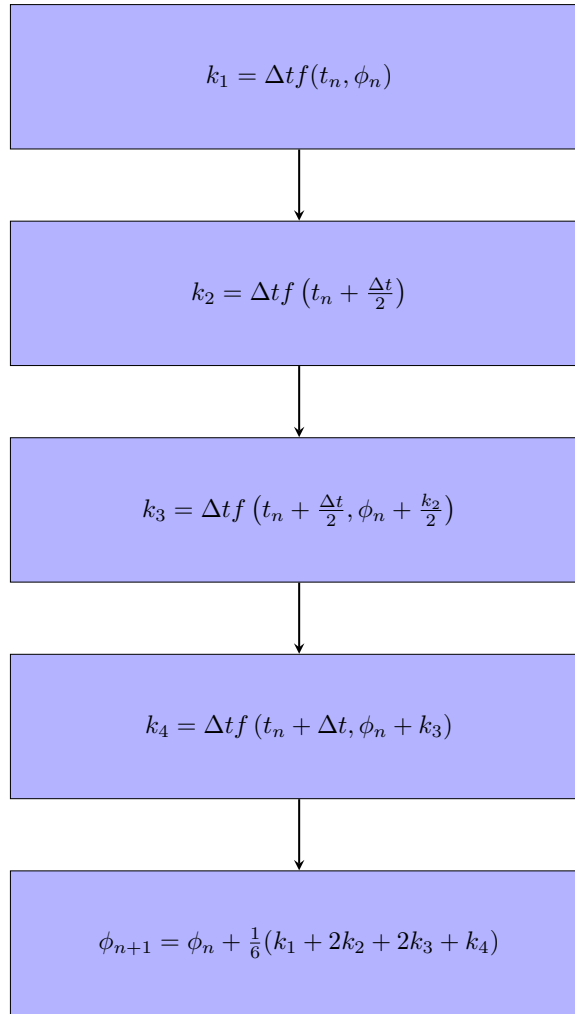 $k_1 = \Delta t f(t_n, \phi_n)$
$k_2 = \Delta t f\left(t_n + \frac{\Delta t}{2}\right)$
$k_3 = \Delta t f\left(t_n + \frac{\Delta t}{2}, \phi_n + \frac{k_2}{2}\right)$
$k_4 = \Delta t f\left(t_n + \Delta t, \phi_n + k_3\right)$
$\phi_{n+1} = \phi_n + \frac{1}{6}(k_1 + 2k_2 + 2k_3 + k_4)$